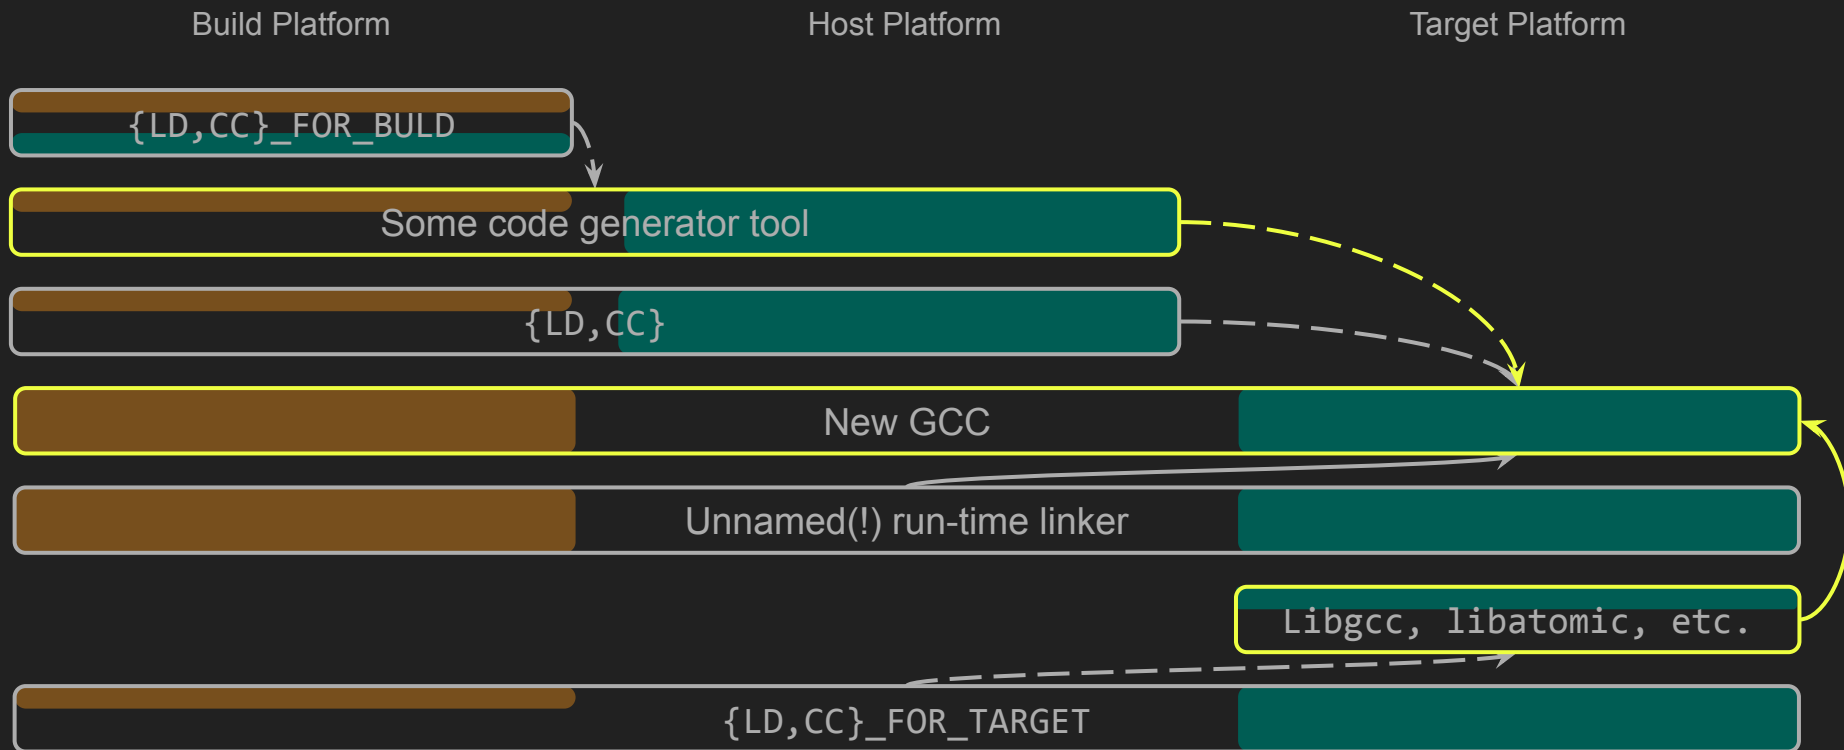 Build Platform Host Platform Target Platform
{LD,CC}_FOR_BULD
Some code generator tool
{LD,CC}
New GCC
Unnamed(!) run-time linker
Libgcc, libatomic, etc.
{LD,CC}_FOR_TARGET